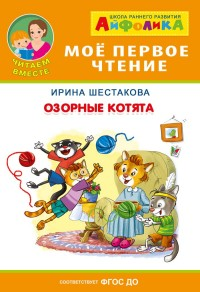 ШКОЛА РАННЕГО РАЗВИТИЯ
АЙФОЛИКА
ЧИТАЕМ ВМЕСТЕ
МОЁ ПЕРВОЕ
ЧТЕНИЕ
ИРИНА ШЕСТАКОВА
ОЗОРНЫЕ КОТЯТА
СООТВЕТСТВУЕТ ФГОС ДО